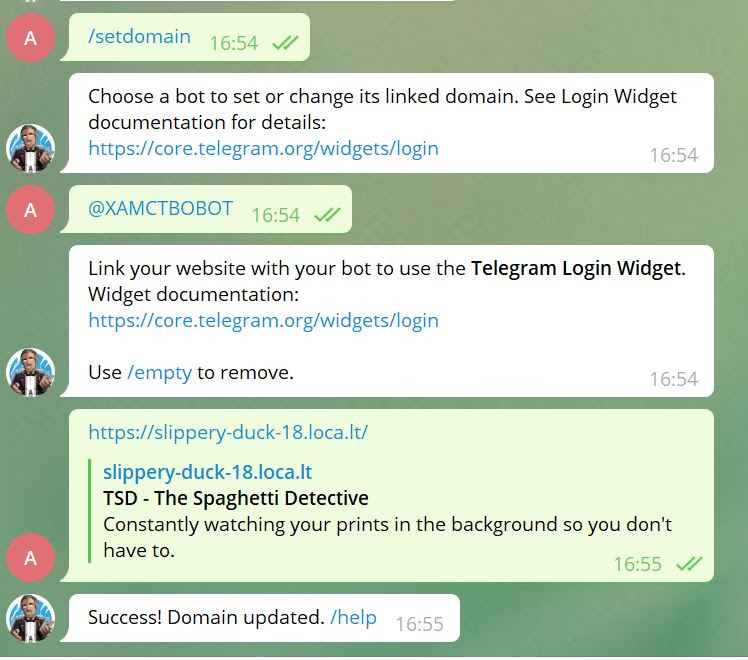 A
/setdomain 16:54
Choose a bot to set or change its linked domain. See Login Widget
documentation for details:
https://core.telegram.org/widgets/login
16:54
A
@XAMCTBOBOT 16:54
Link your website with your bot to use the Telegram Login Widget.
Widget documentation:
https://core.telegram.org/widgets/login
Use /empty to remove.
16:54
https://slippery-duck-18.loca.lt/
slippery-duck-18.loca.lt
TSD - The Spaghetti Detective
Constantly watching your prints in the background so you don't
have to.
A
16:55
Success! Domain updated. /help 16:55